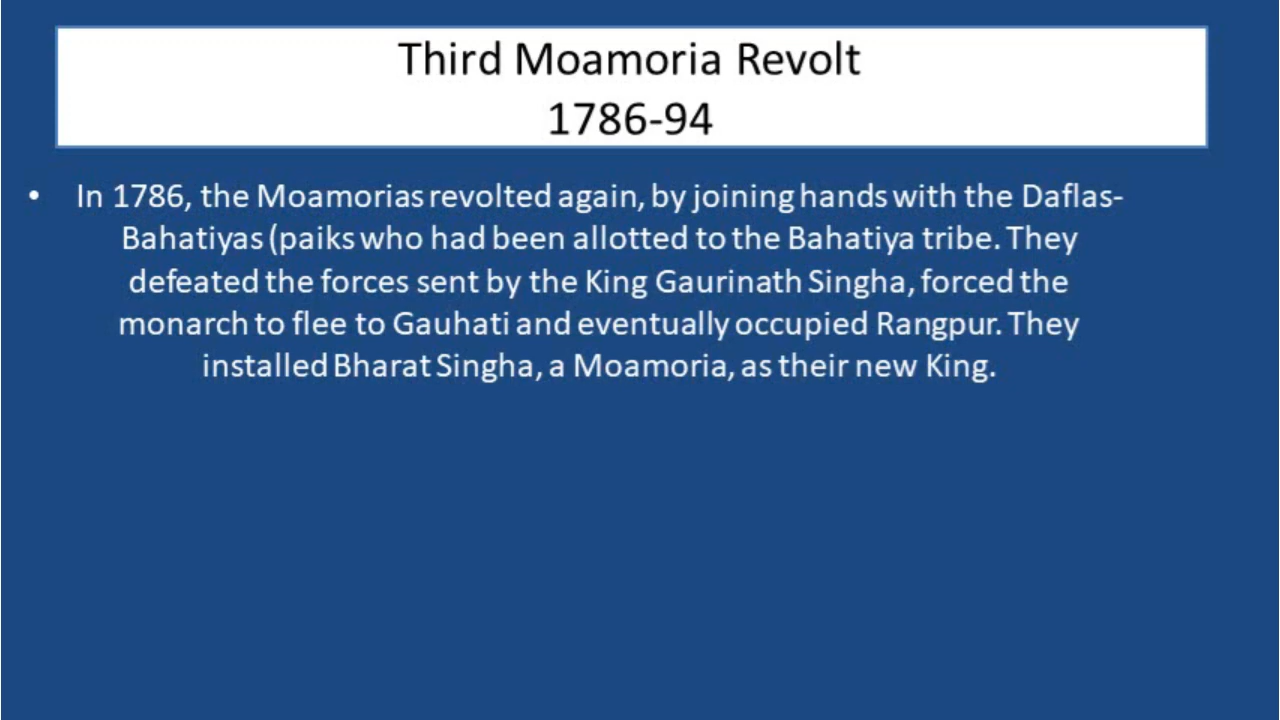 Third Moamoria Revolt
1786-94
• In 1786, the Moamorias revolted again, by joining hands with the Daflas-
Bahatiyas (paiks who had been allotted to the Bahatiya tribe. They
defeated the forces sent by the King Gaurinath Singha, forced the
monarch to flee to Gauhati and eventually occupied Rangpur. They
installed Bharat Singha, a Moamoria, as their new King.